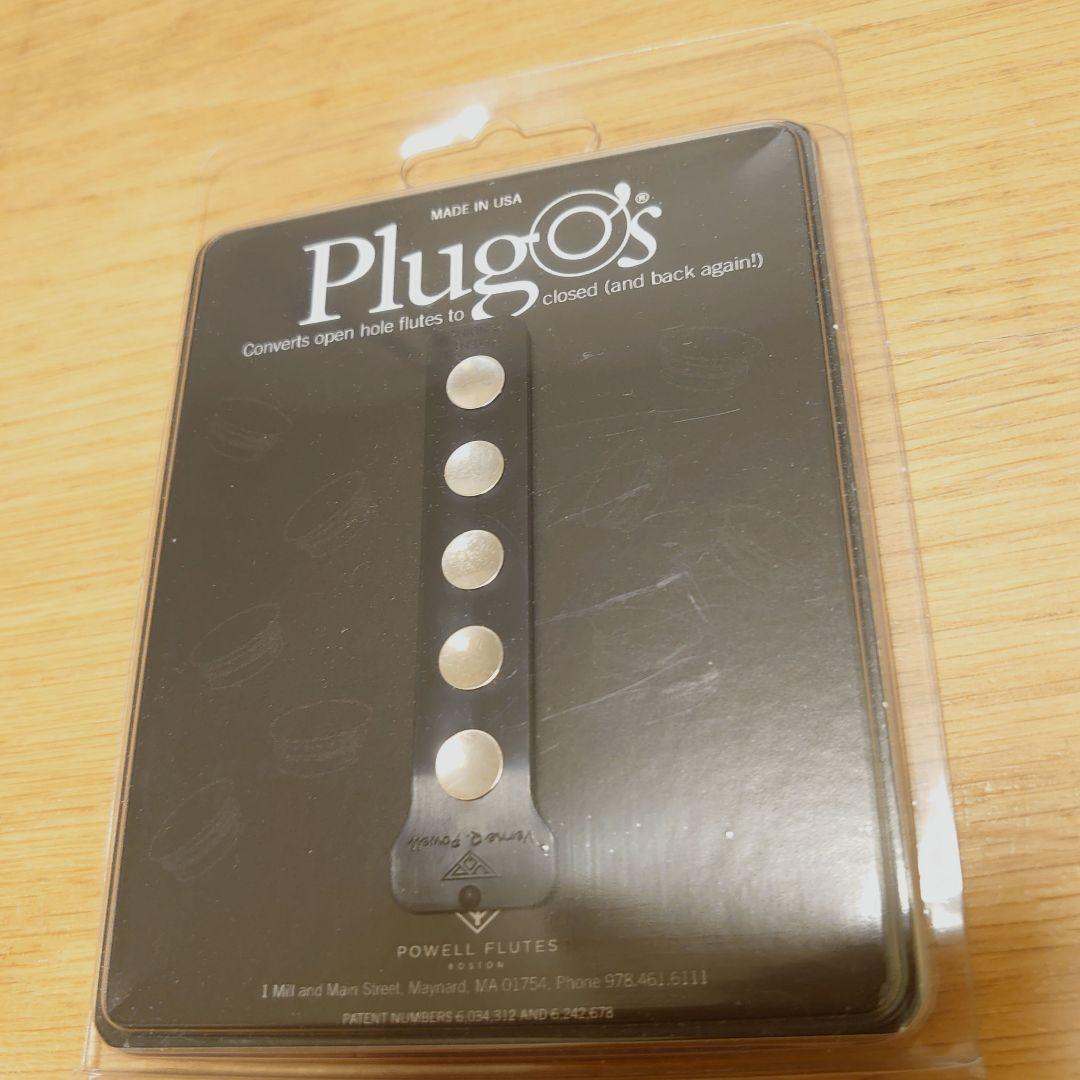 MADE IN USA
PlugO's®
Converts open hole flutes to closed (and back again!)
Verne Q. Powell
POWELL FLUTES
BOSTON
1 Mill and Main Street, Maynard, MA 01754, Phone 978.461.6111
PATENT NUMBERS 6,034,312 AND 6,242,678